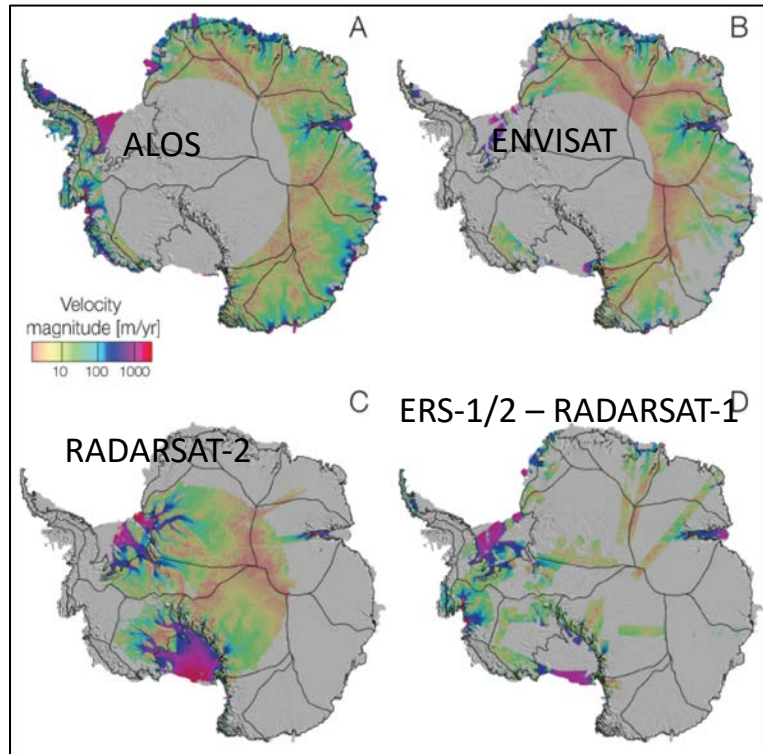 A
B
ALOS
ENVISAT
Velocity
magnitude [m/yr]
10 100 1000
C
ERS-1/2 – RADARSAT-1
D
RADARSAT-2